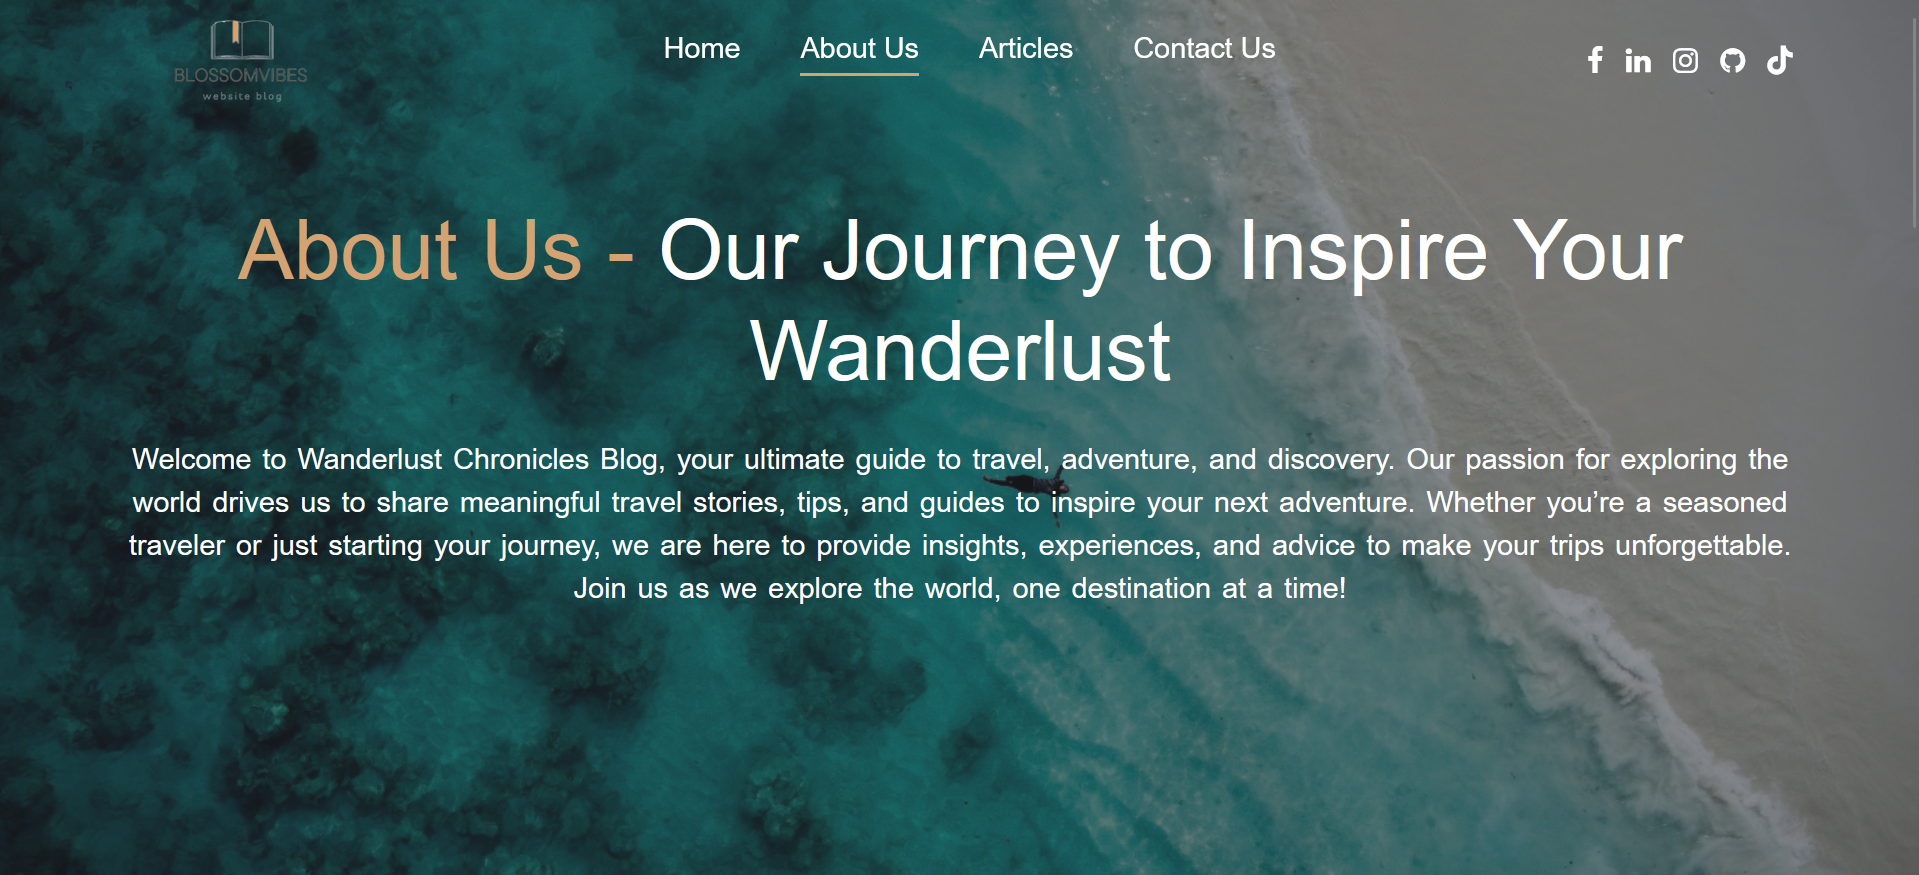 BLOSSOMVIBES
website blog
Home About Us Articles Contact Us
About Us - Our Journey to Inspire Your
Wanderlust
Welcome to Wanderlust Chronicles Blog, your ultimate guide to travel, adventure, and discovery. Our passion for exploring the
world drives us to share meaningful travel stories, tips, and guides to inspire your next adventure. Whether you’re a seasoned
traveler or just starting your journey, we are here to provide insights, experiences, and advice to make your trips unforgettable.
Join us as we explore the world, one destination at a time!